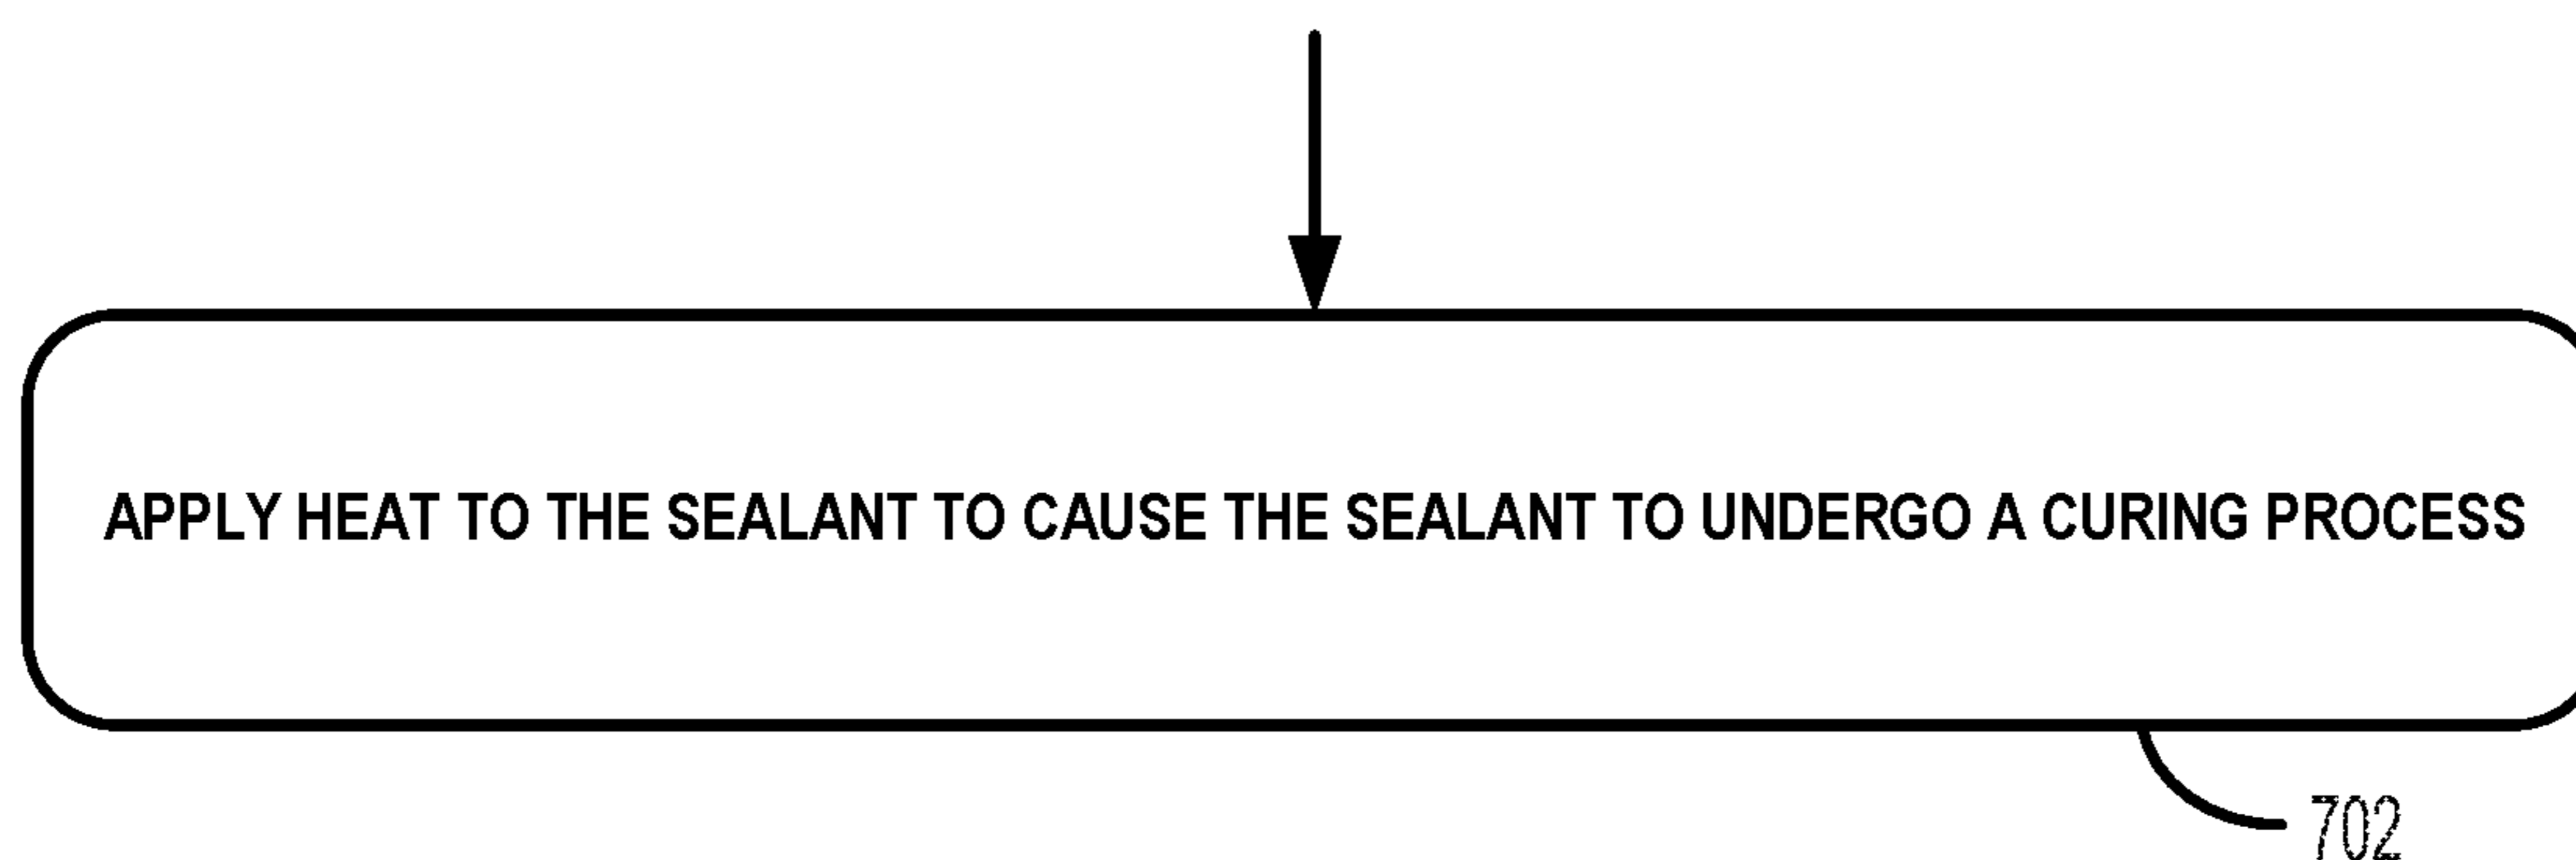 APPLY HEAT TO THE SEALANT TO CAUSE THE SEALANT TO UNDERGO A CURING PROCESS
702